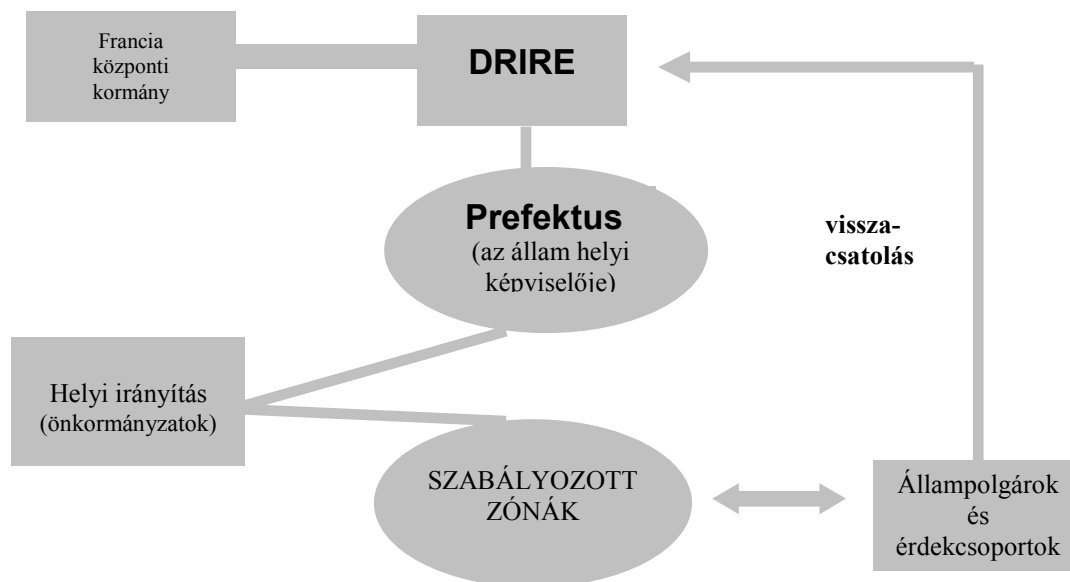 Francia
központi
kormány
DRIRE
Prefektus
(az állam helyi
képviselője)
vissza-
csatolás
Helyi irányítás
(önkormányzatok)
SZABÁLYOZOTT
ZÓNÁK
Állampolgárok
és
érdekcsoportok